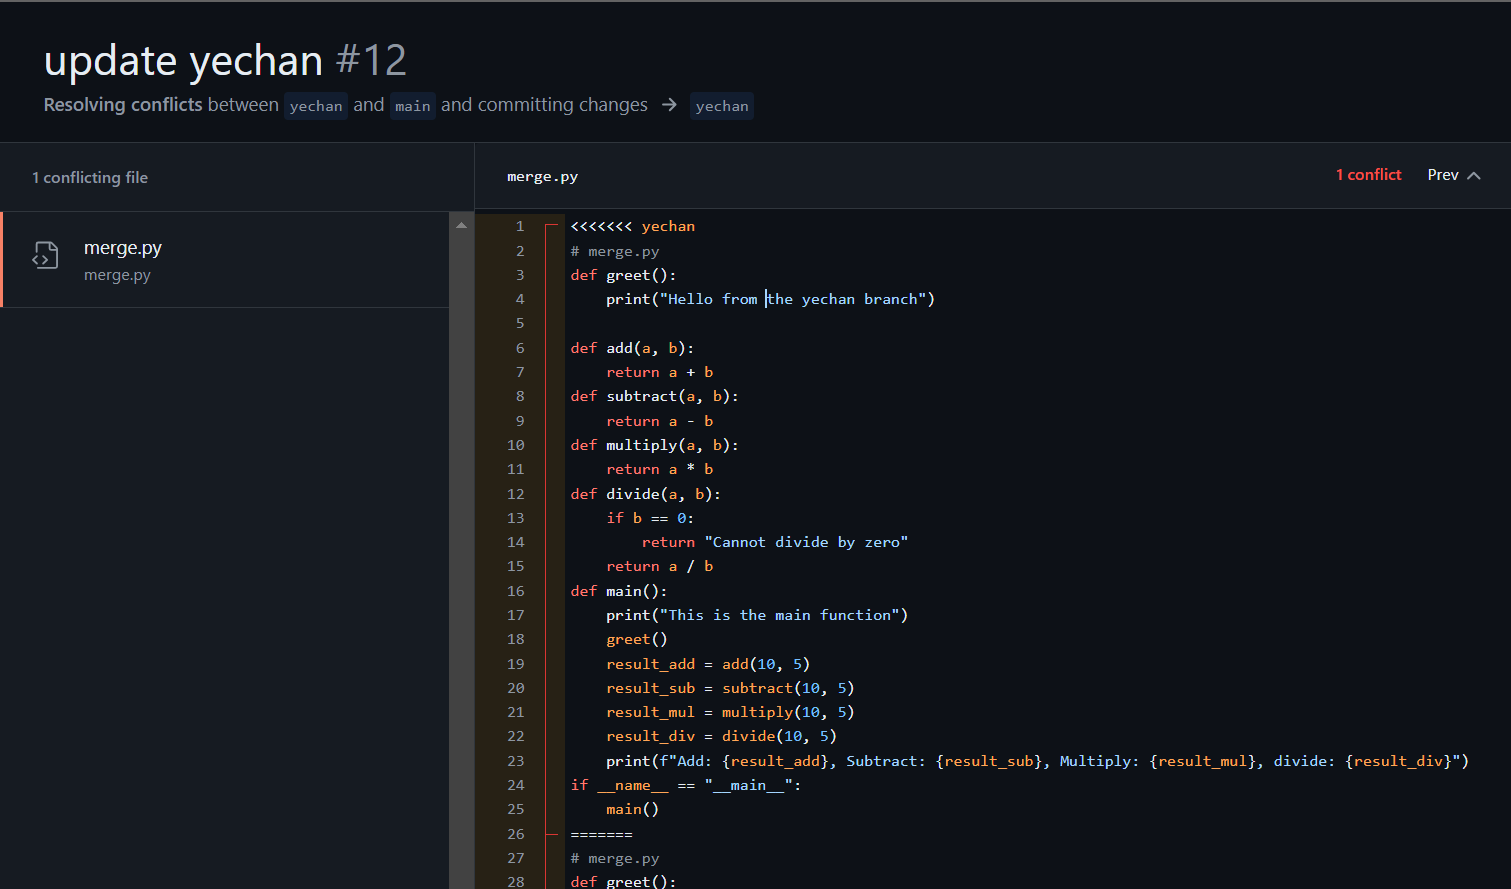 update yechan #12
Resolving conflicts between yechan and main and committing changes → yechan
1 conflicting file
merge.py
merge.py
merge.py
1 conflict Prev
1 <<<<<<< yechan
2 # merge.py
3 def greet():
4     print("Hello from the yechan branch")
5
6 def add(a, b):
7     return a + b
8 def subtract(a, b):
9     return a - b
10 def multiply(a, b):
11     return a * b
12 def divide(a, b):
13     if b == 0:
14         return "Cannot divide by zero"
15     return a / b
16 def main():
17     print("This is the main function")
18     greet()
19     result_add = add(10, 5)
20     result_sub = subtract(10, 5)
21     result_mul = multiply(10, 5)
22     result_div = divide(10, 5)
23     print(f"Add: {result_add}, Subtract: {result_sub}, Multiply: {result_mul}, divide: {result_div}")
24 if __name__ == "__main__":
25     main()
26 =======
27 # merge.py
28 def greet():